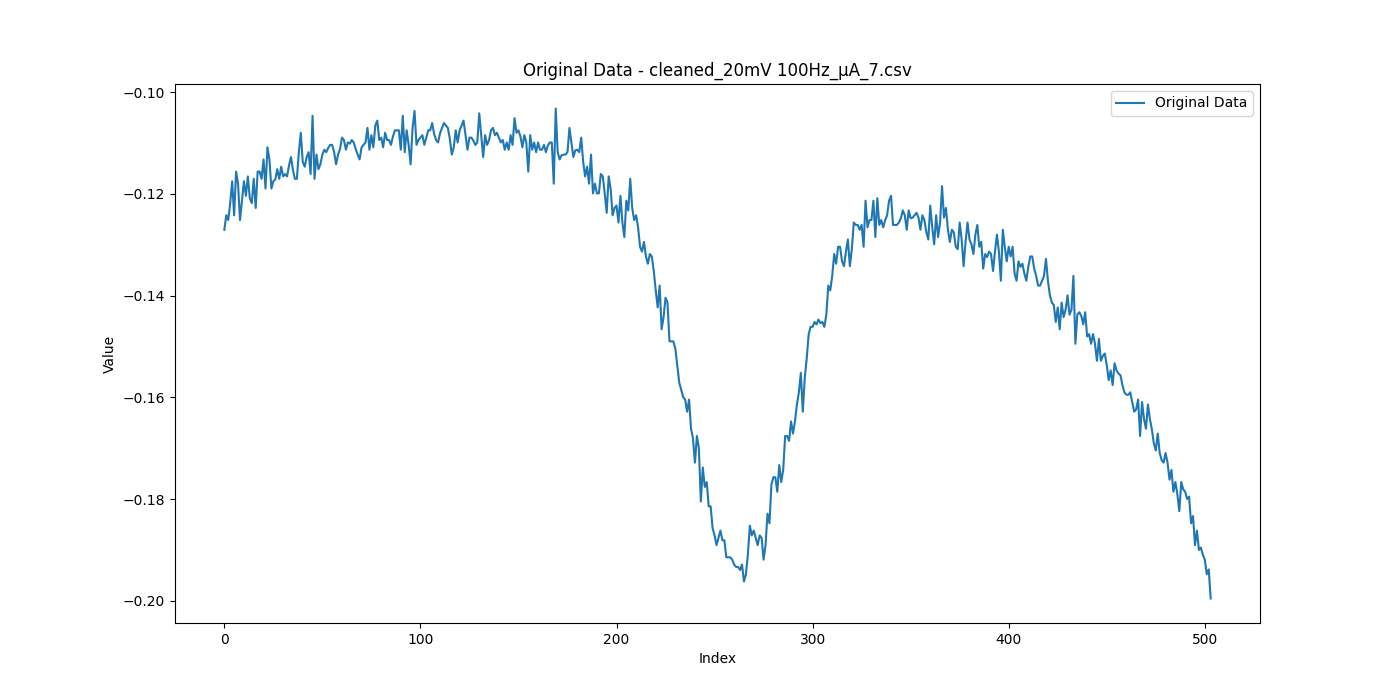 Original Data - cleaned_20mV 100Hz_μA_7.csv
Original Data
−0.10
−0.12
−0.14
−0.16
−0.18
−0.20
Value
0 100 200 300 400 500
Index